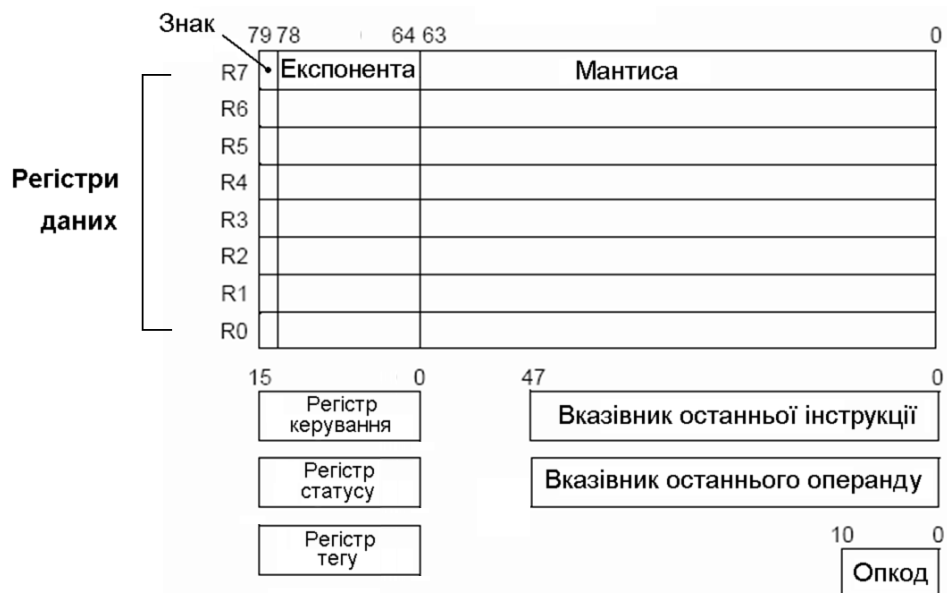 Знак
79 78 64 63 0
R7 Експонента Мантиса
R6
R5
Регістри
даних
R4
R3
R2
R1
R0
15 0 47 0
Регістр
керування
Вказівник останньої інструкції
Регістр
статусу
Вказівник останнього операнду
Регістр
тегу
10 0
Опкод